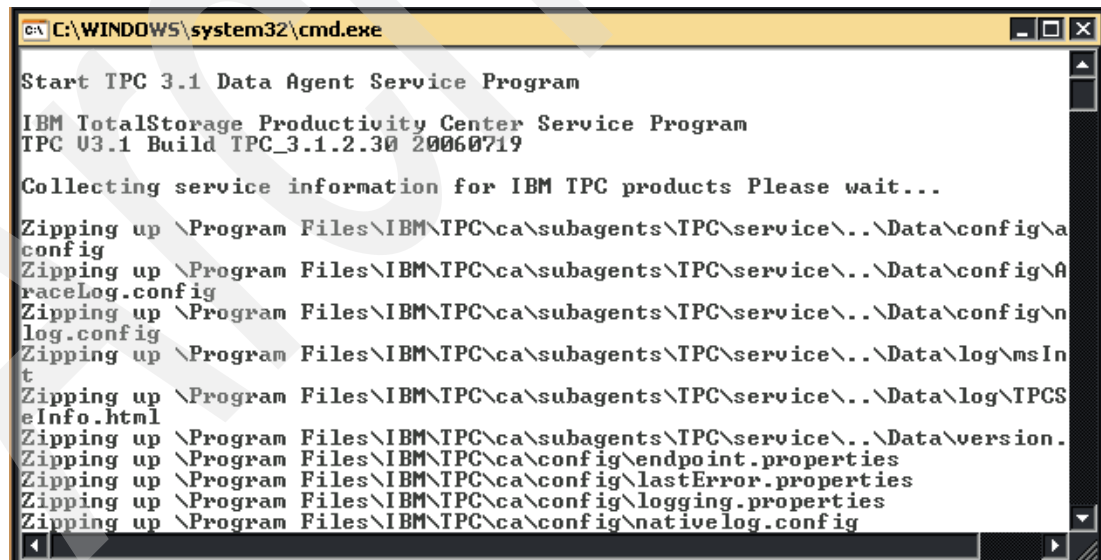 C:\WINDOWS\system32\cmd.exe
Start TPC 3.1 Data Agent Service Program
IBM TotalStorage Productivity Center Service Program
TPC V3.1 Build TPC_3.1.2.30 20060719
Collecting service information for IBM TPC products Please wait...
Zipping up \Program Files\IBM\TPC\ca\subagents\TPC\service\..\Data\config\a
config
Zipping up \Program Files\IBM\TPC\ca\subagents\TPC\service\..\Data\config\A
raceLog.config
Zipping up \Program Files\IBM\TPC\ca\subagents\TPC\service\..\Data\config\n
log.config
Zipping up \Program Files\IBM\TPC\ca\subagents\TPC\service\..\Data\log\msIn
t
Zipping up \Program Files\IBM\TPC\ca\subagents\TPC\service\..\Data\log\TPCS
eInfo.html
Zipping up \Program Files\IBM\TPC\ca\subagents\TPC\service\..\Data\version.
Zipping up \Program Files\IBM\TPC\ca\config\endpoint.properties
Zipping up \Program Files\IBM\TPC\ca\config\lastError.properties
Zipping up \Program Files\IBM\TPC\ca\config\logging.properties
Zipping up \Program Files\IBM\TPC\ca\config\nativelog.config